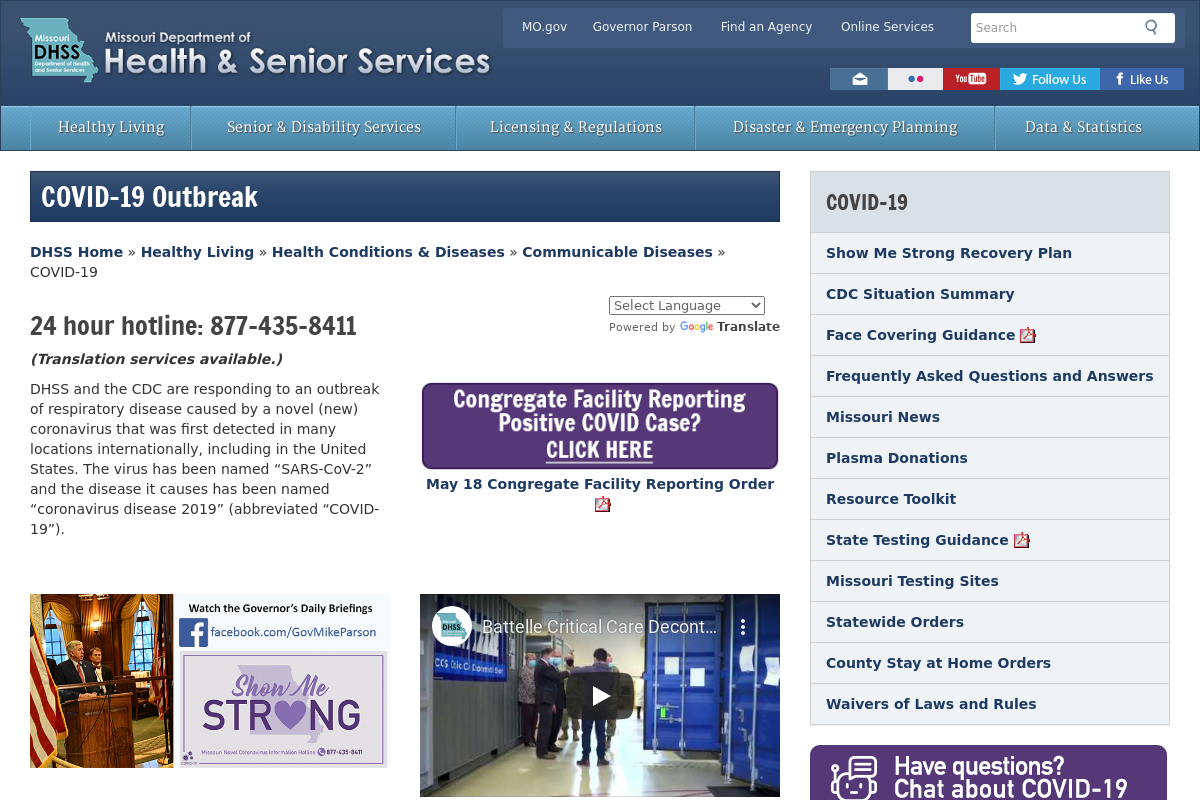 MO.gov
Governor Parson
Find an Agency
Online Services
Search
Missouri
DHSS
Department of Health
and Senior Services
Missouri Department of
Health & Senior Services
You Tube
Follow Us
Like Us
Healthy Living
Senior & Disability Services
Licensing & Regulations
Disaster & Emergency Planning
Data & Statistics
COVID-19 Outbreak
DHSS Home » Healthy Living » Health Conditions & Diseases » Communicable Diseases »
COVID-19
Select Language
Powered by Google Translate
24 hour hotline: 877-435-8411
(Translation services available.)
DHSS and the CDC are responding to an outbreak
of respiratory disease caused by a novel (new)
coronavirus that was first detected in many
locations internationally, including in the United
States. The virus has been named “SARS-CoV-2”
and the disease it causes has been named
“coronavirus disease 2019” (abbreviated “COVID-
19”).
Congregate Facility Reporting
Positive COVID Case?
CLICK HERE
May 18 Congregate Facility Reporting Order
Watch the Governor's Daily Briefings
facebook.com/GovMikeParson
Show Me
STRONG
Missouri Novel Coronavirus Information Hotline 877-435-8411
COVID-19
DHSS
Battelle Critical Care Decont...
COVID-19
Show Me Strong Recovery Plan
CDC Situation Summary
Face Covering Guidance
Frequently Asked Questions and Answers
Missouri News
Plasma Donations
Resource Toolkit
State Testing Guidance
Missouri Testing Sites
Statewide Orders
County Stay at Home Orders
Waivers of Laws and Rules
Have questions?
Chat about COVID-19